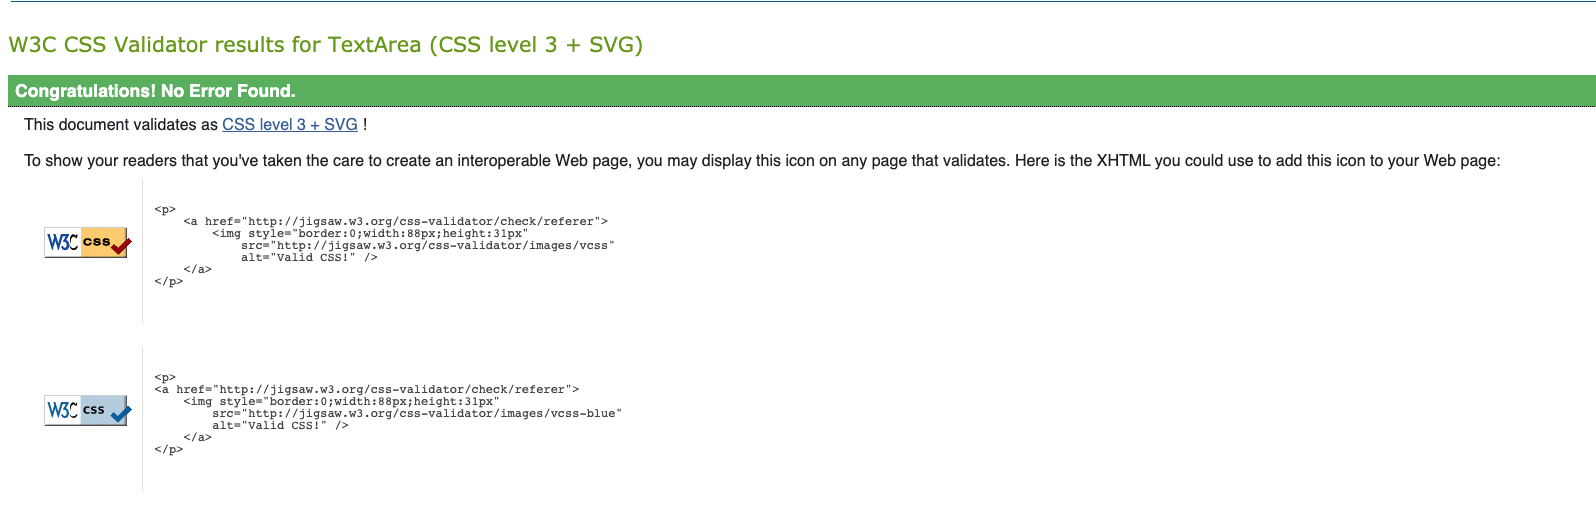 W3C CSS Validator results for TextArea (CSS level 3 + SVG)
Congratulations! No Error Found.
This document validates as CSS level 3 + SVG !
To show your readers that you've taken the care to create an interoperable Web page, you may display this icon on any page that validates. Here is the XHTML you could use to add this icon to your Web page:
W3C css
<p>
    <a href="http://jigsaw.w3.org/css-validator/check/referer">
        <img style="border:0;width:88px;height:31px"
            src="http://jigsaw.w3.org/css-validator/images/vcss"
            alt="Valid CSS!" />
    </a>
</p>
W3C css
<p>
<a href="http://jigsaw.w3.org/css-validator/check/referer">
    <img style="border:0;width:88px;height:31px"
        src="http://jigsaw.w3.org/css-validator/images/vcss-blue"
        alt="Valid CSS!" />
    </a>
</p>